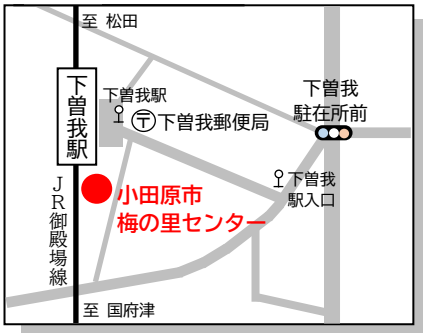 至 松田
下曽我駅
下曽我駅
〒下曽我郵便局
下曽我
駐在所前
下曽我
駅入口
小田原市
梅の里センター
JR御殿場線
至 国府津